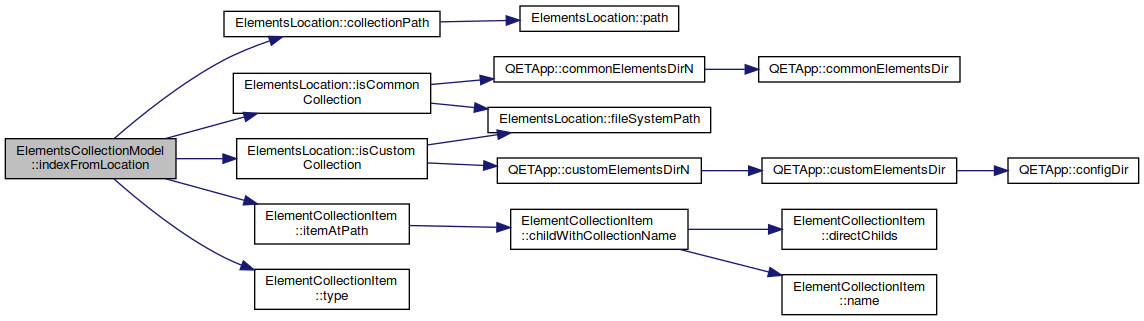 ElementsCollectionModel
::indexFromLocation
ElementsLocation::collectionPath
ElementsLocation::path
ElementsLocation::isCommon
Collection
QETApp::commonElementsDirN
QETApp::commonElementsDir
ElementsLocation::fileSystemPath
ElementsLocation::isCustom
Collection
QETApp::customElementsDirN
QETApp::customElementsDir
QETApp::configDir
ElementCollectionItem
::itemAtPath
ElementCollectionItem
::childWithCollectionName
ElementCollectionItem
::directChilds
ElementCollectionItem
::name
ElementCollectionItem
::type